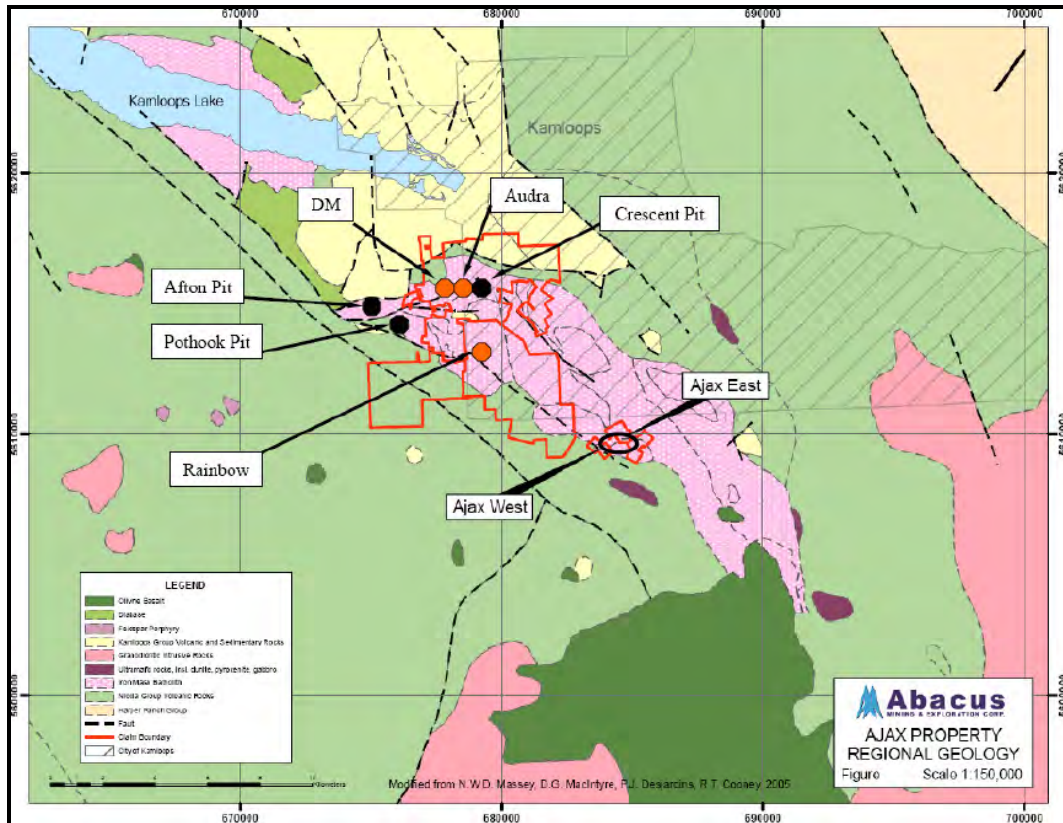 670000 680000 690000 700000
Kamloops Lake
Kamloops
5520000
DM
Audra
Crescent Pit
Afton Pit
Pothook Pit
Ajax East
Rainbow
Ajax West
LEGEND
Olivine Basalt
Diabase
Feldspar Porphyry
Kamloops Group Volcanic and Sedimentary Rocks
Granodioritic Intrusive Rocks
Ultramafic rocks, incl. dunite, pyroxenite, gabbro
Iron Mask Batholith
Nicola Group Volcanic Rocks
Harper Ranch Group
Fault
Claim Boundary
City of Kamloops
Kilometers
Modified from N.W.D. Massey, D.G. MacIntyre, P.J. Desjardins, R.T. Cooney, 2005
Abacus
MINING & EXPLORATION CORP.
AJAX PROPERTY
REGIONAL GEOLOGY
Figure Scale 1:150,000
670000 680000 690000 700000